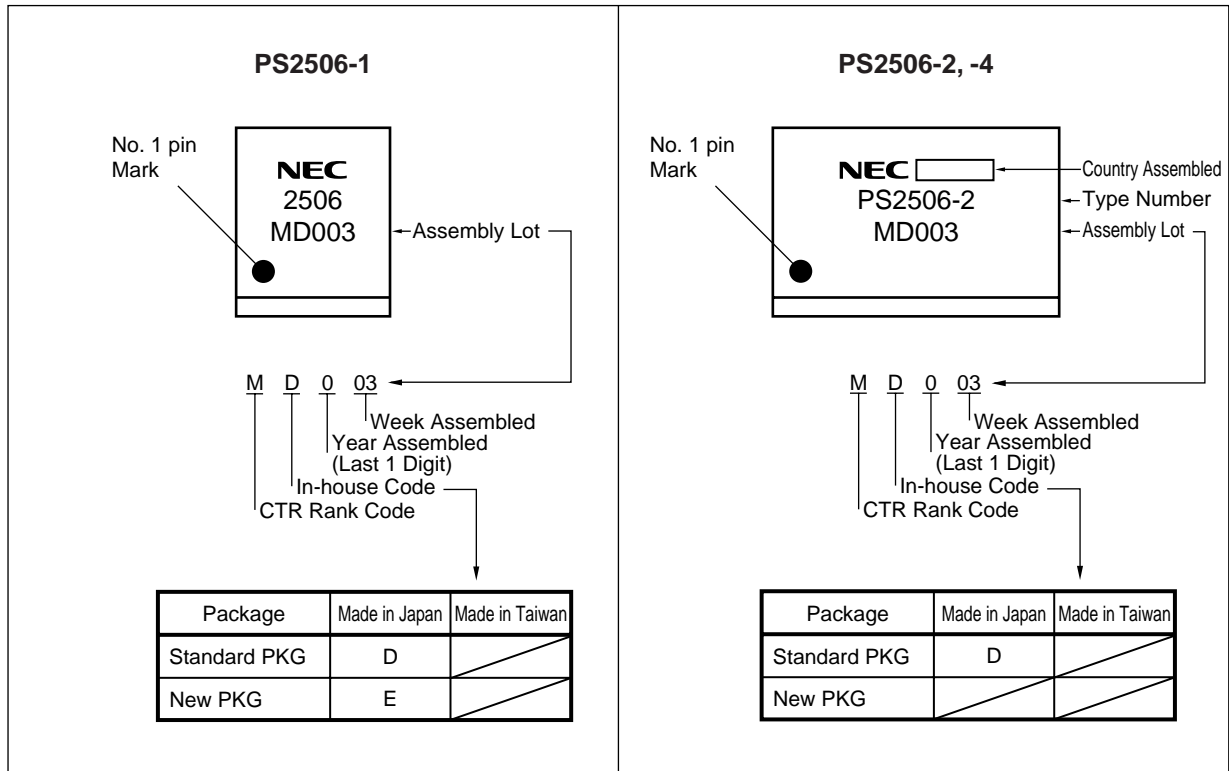 PS2506-1
No. 1 pin
Mark
NEC
2506
MD003
Assembly Lot
M D 0 03
Week Assembled
Year Assembled
(Last 1 Digit)
In-house Code
CTR Rank Code
Package Made in Japan Made in Taiwan
Standard PKG D
New PKG E
PS2506-2, -4
No. 1 pin
Mark
NEC
Country Assembled
PS2506-2
Type Number
MD003
Assembly Lot
M D 0 03
Week Assembled
Year Assembled
(Last 1 Digit)
In-house Code
CTR Rank Code
Package Made in Japan Made in Taiwan
Standard PKG D
New PKG